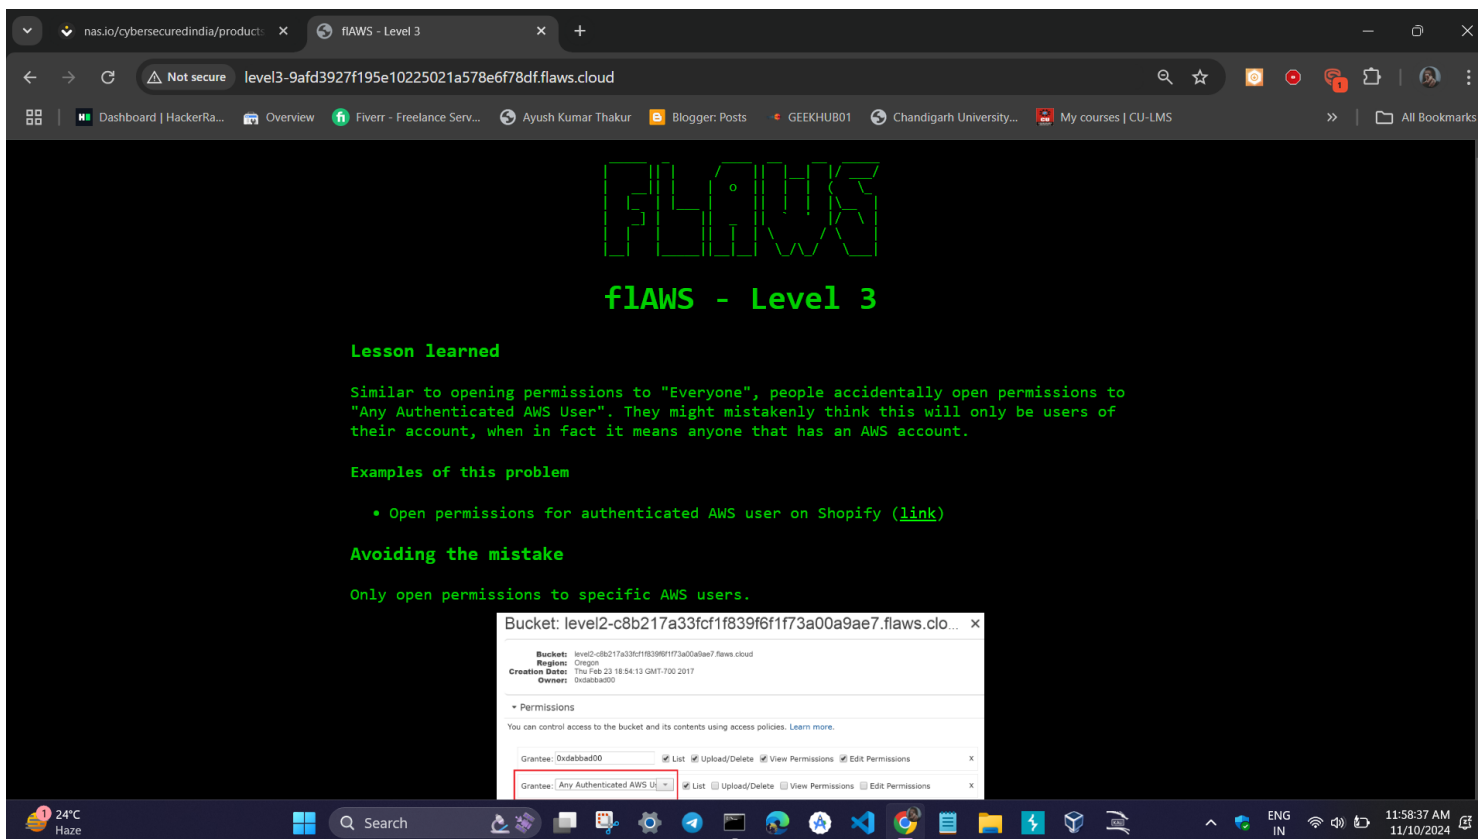 nas.io/cybersecuredindia/products
flAWS - Level 3
Not secure
level3-9afd3927f195e10225021a578e6f78df.flaws.cloud
1
Dashboard | HackerRa...
Overview
Fiverr - Freelance Serv...
Ayush Kumar Thakur
Blogger: Posts
GEEKHUB01
Chandigarh University...
My courses | CU-LMS
All Bookmarks
FLAWS
flAWS - Level 3
Lesson learned
Similar to opening permissions to "Everyone", people accidentally open permissions to
"Any Authenticated AWS User". They might mistakenly think this will only be users of
their account, when in fact it means anyone that has an AWS account.
Examples of this problem
• Open permissions for authenticated AWS user on Shopify (link)
Avoiding the mistake
Only open permissions to specific AWS users.
Bucket: level2-c8b217a33fcf1f839f6f1f73a00a9ae7.flaws.clo...
Bucket: level2-c8b217a33fcf1f839f6f1f73a00a9ae7.flaws.cloud
Region: Oregon
Creation Date: Thu Feb 23 18:54:13 GMT-700 2017
Owner: 0xdabbad00
Permissions
You can control access to the bucket and its contents using access policies. Learn more.
Grantee: 0xdabbad00 List Upload/Delete View Permissions Edit Permissions x
Grantee: Any Authenticated AWS Us List Upload/Delete View Permissions Edit Permissions x
1
24°C
Haze
Search
ENG
IN
11:58:37 AM
11/10/2024